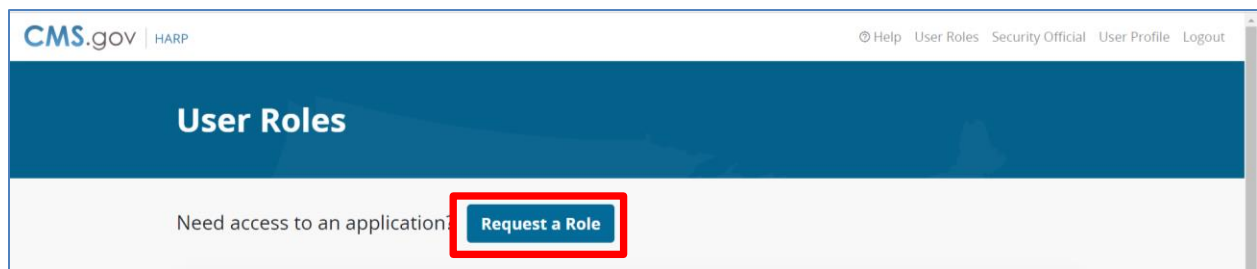 CMS.gov | HARP
Help User Roles Security Official User Profile Logout
User Roles
Need access to an application? Request a Role